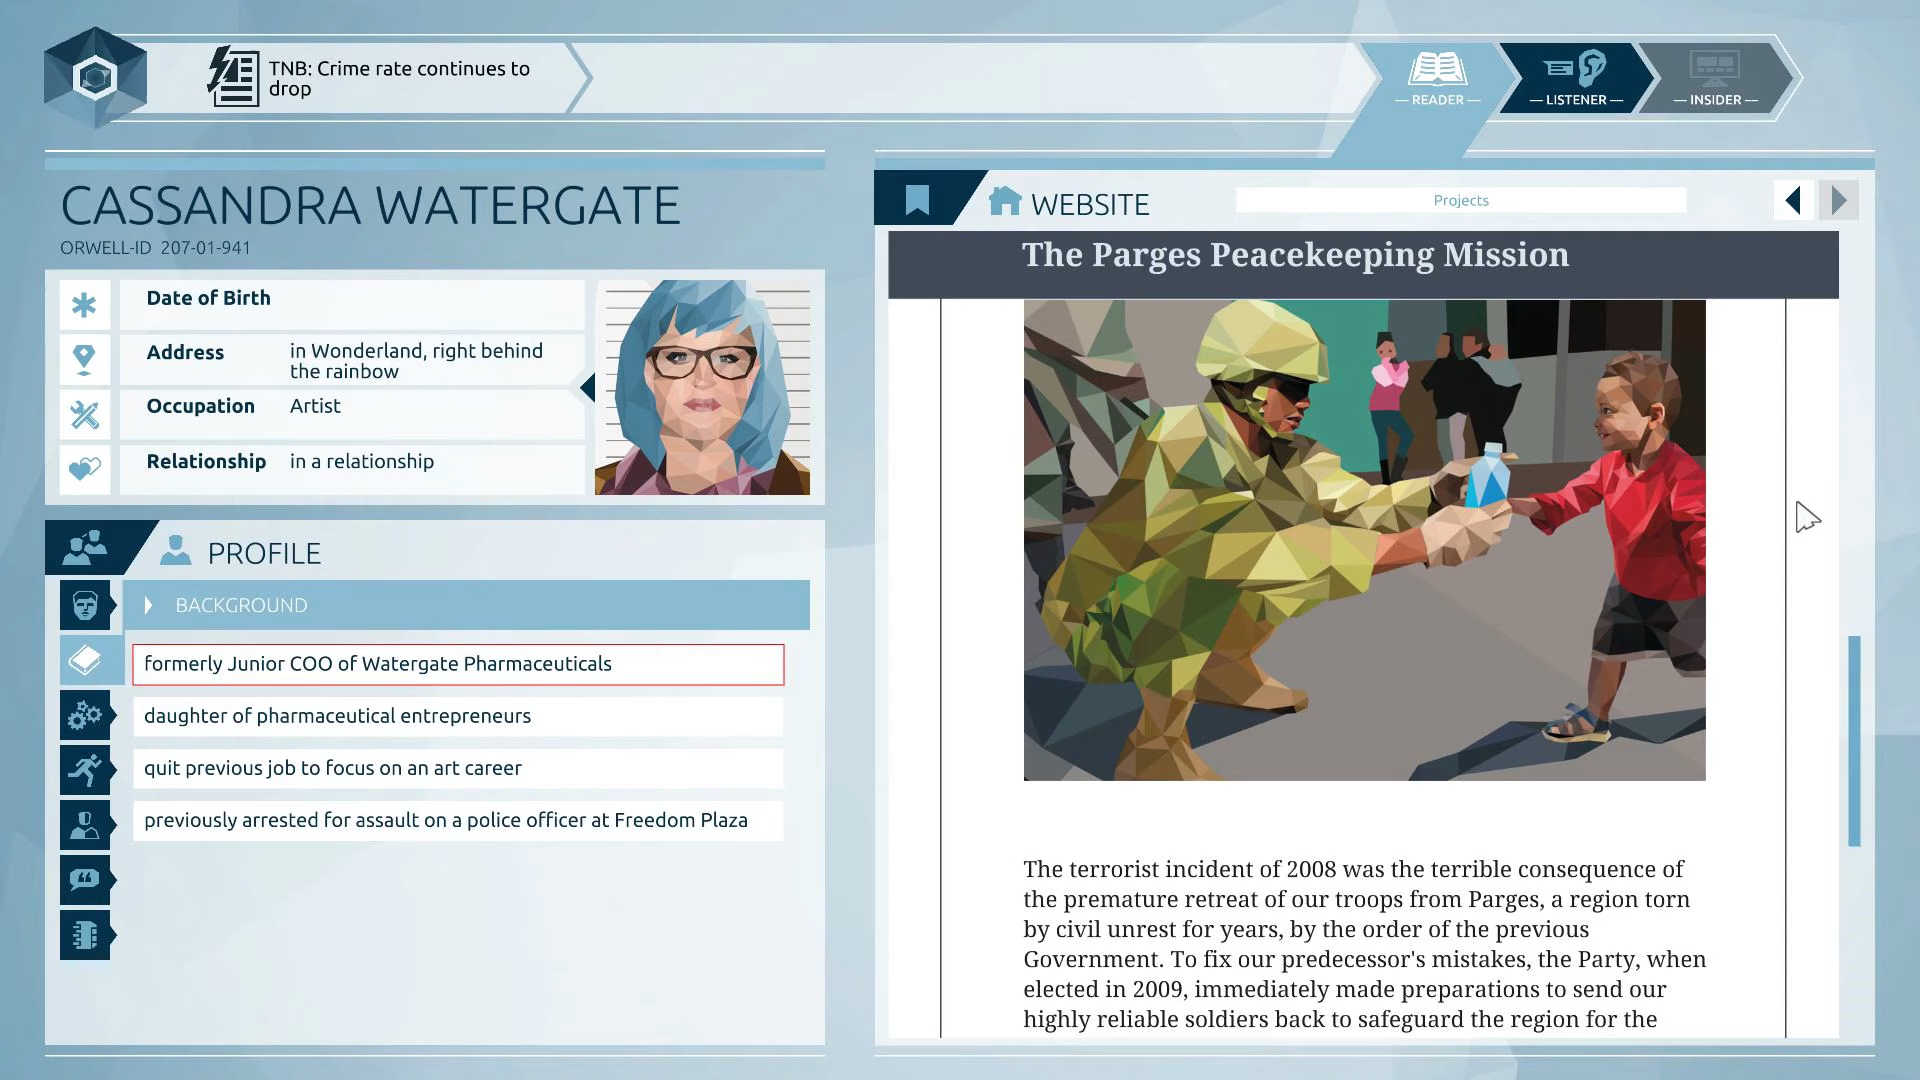 TNB: Crime rate continues to
drop
— READER —
— LISTENER —
— INSIDER —
CASSANDRA WATERGATE
ORWELL-ID 207-01-941
Date of Birth
Address in Wonderland, right behind
the rainbow
Occupation Artist
Relationship in a relationship
PROFILE
BACKGROUND
formerly Junior COO of Watergate Pharmaceuticals
daughter of pharmaceutical entrepreneurs
quit previous job to focus on an art career
previously arrested for assault on a police officer at Freedom Plaza
WEBSITE
Projects
The Parges Peacekeeping Mission
The terrorist incident of 2008 was the terrible consequence of
the premature retreat of our troops from Parges, a region torn
by civil unrest for years, by the order of the previous
Government. To fix our predecessor's mistakes, the Party, when
elected in 2009, immediately made preparations to send our
highly reliable soldiers back to safeguard the region for the